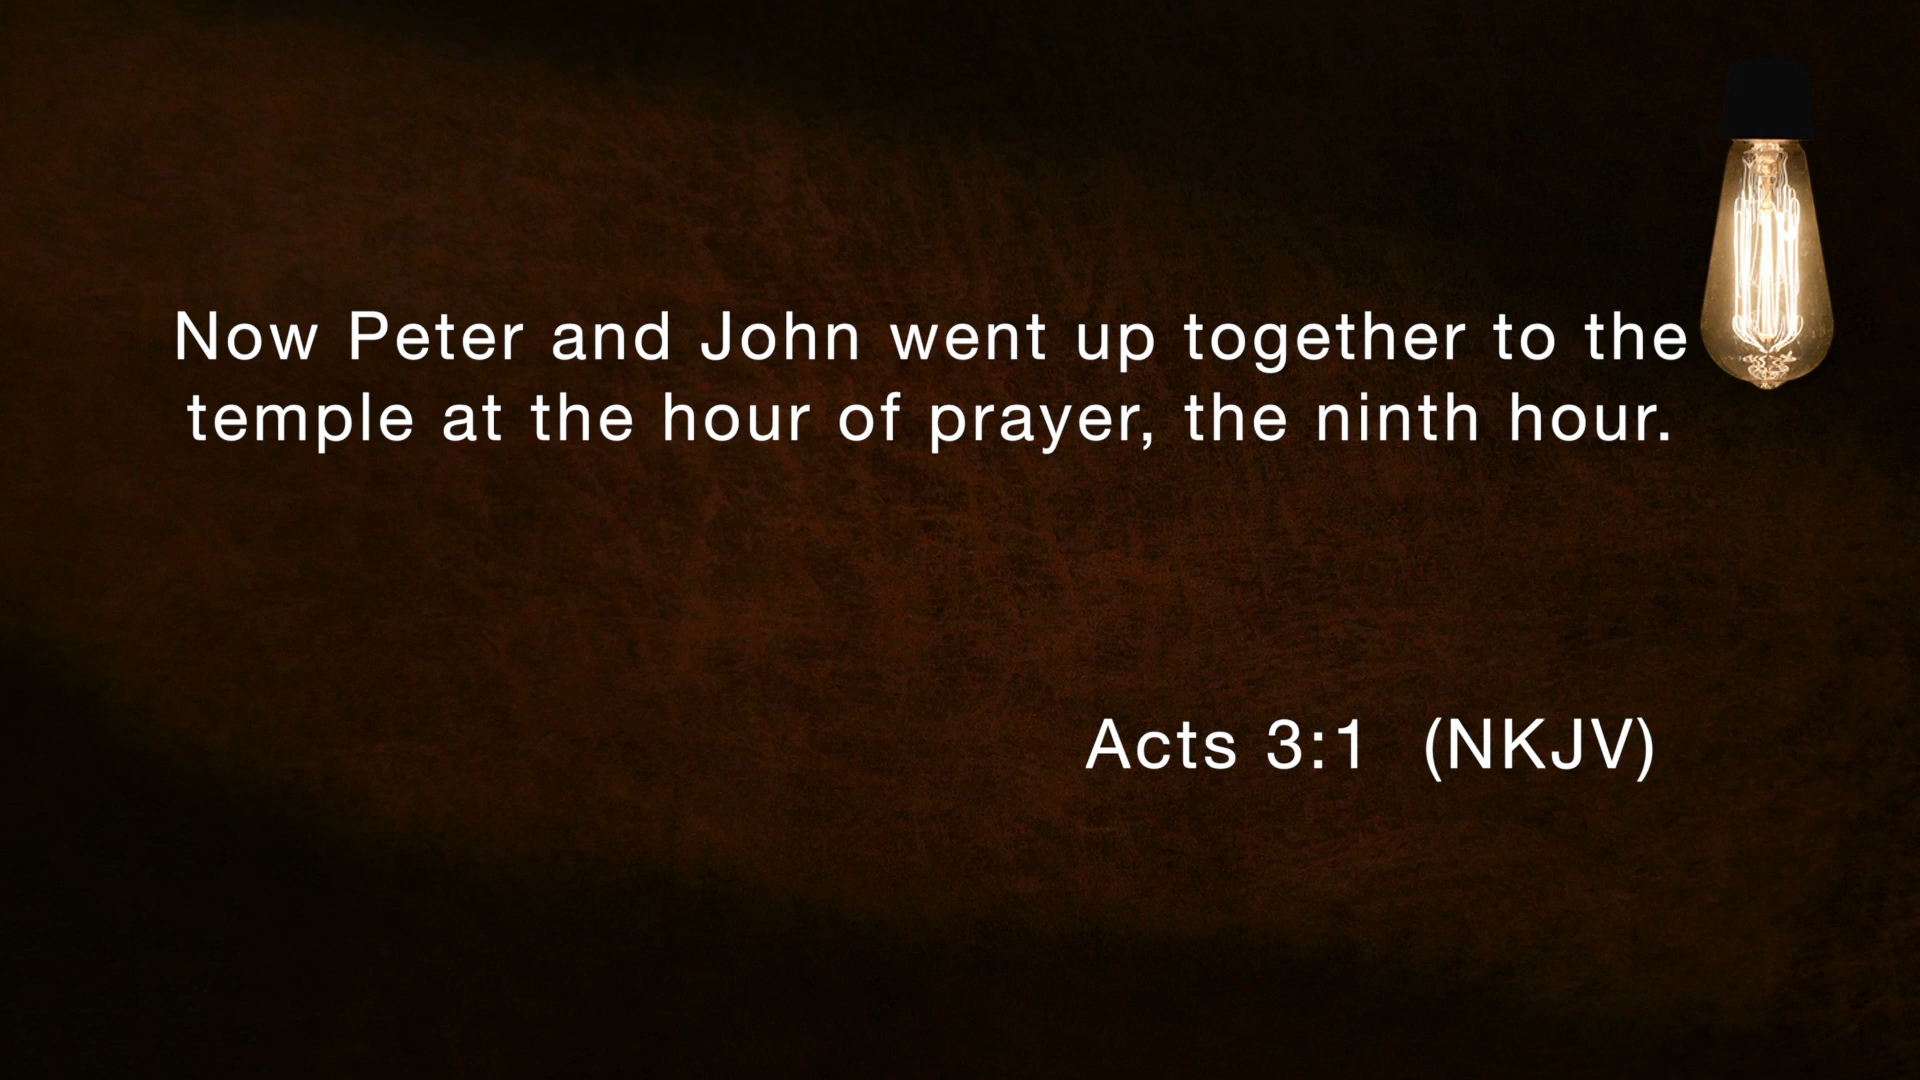 Now Peter and John went up together to the
temple at the hour of prayer, the ninth hour.
Acts 3:1 (NKJV)